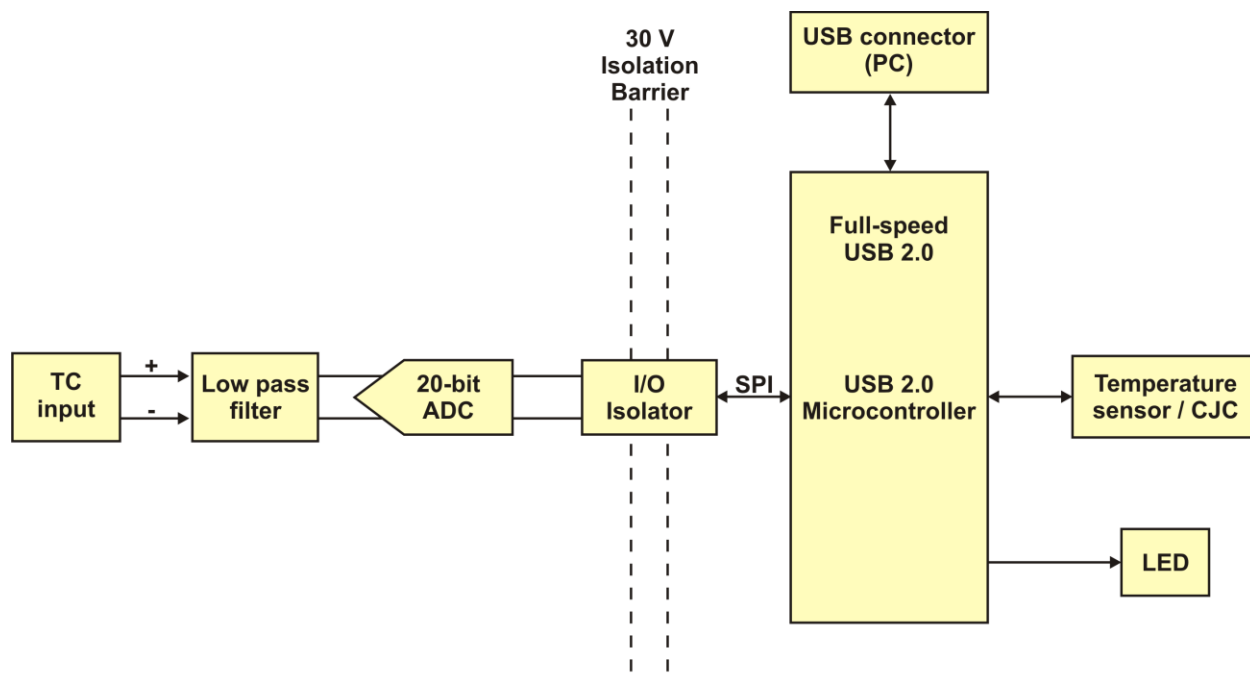 30 V
Isolation
Barrier
USB connector
(PC)
Full-speed
USB 2.0
TC
input
+
-
Low pass
filter
20-bit
ADC
I/O
Isolator
SPI
USB 2.0
Microcontroller
Temperature
sensor / CJC
LED